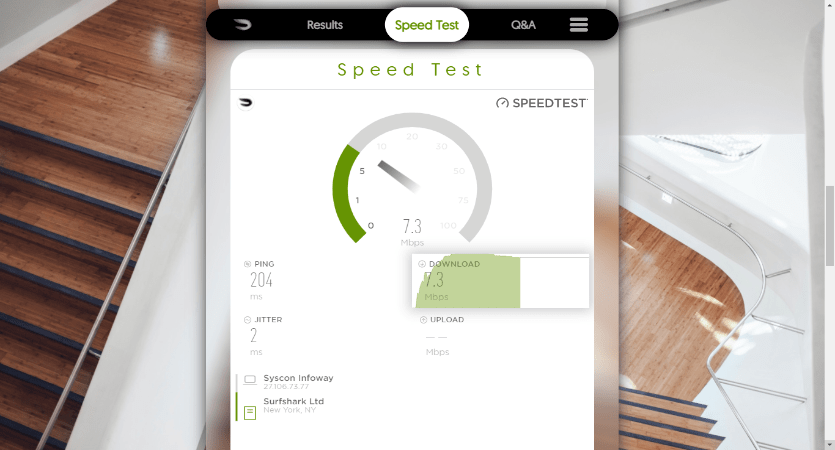 Results
Speed Test
Q&A
Speed Test
SPEEDTEST
0
1
5
10
20
30
50
75
100
7.3
Mbps
PING
204
ms
DOWNLOAD
7.3
Mbps
JITTER
2
ms
UPLOAD
— —
Mbps
Syscon Infoway
27.106.73.77
Surfshark Ltd
New York, NY